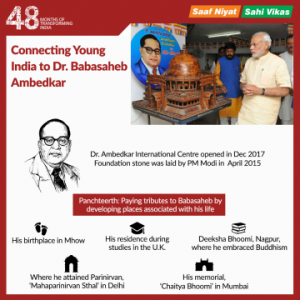 48 MONTHS OF
TRANSFORMING
INDIA
Saaf Niyat Sahi Vikas
Connecting Young
India to Dr. Babasaheb
Ambedkar
Dr. Ambedkar International Centre opened in Dec 2017
Foundation stone was laid by PM Modi in April 2015
Panchteerth: Paying tributes to Babasaheb by
developing places associated with his life
His birthplace in Mhow
His residence during
studies in the U.K.
Deeksha Bhoomi, Nagpur,
where he embraced Buddhism
Where he attained Parinirvan,
'Mahaparinirvan Sthal' in Delhi
His memorial,
'Chaitya Bhoomi' in Mumbai